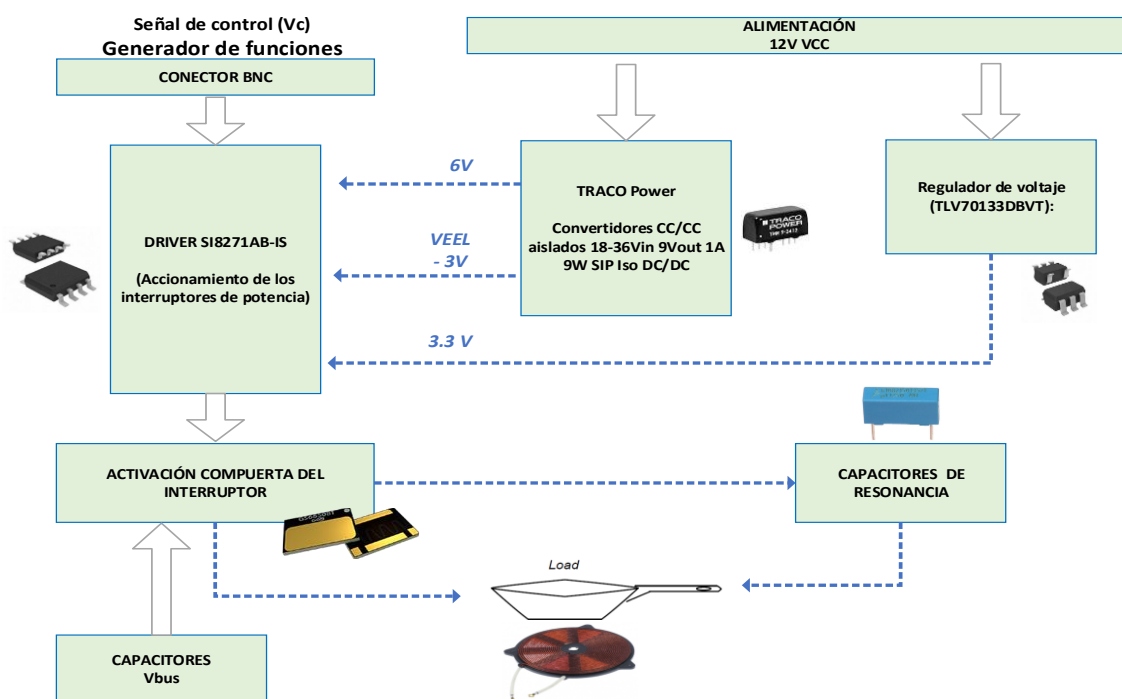 Señal de control (Vc)
Generador de funciones
CONECTOR BNC
ALIMENTACIÓN
12V VCC
DRIVER SI8271AB-IS
(Accionamiento de los
interruptores de potencia)
6V
VEEL
- 3V
3.3 V
TRACO Power
Convertidores CC/CC
aislados 18-36Vin 9Vout 1A
9W SIP Iso DC/DC
TRACO
POWER
Regulador de voltaje
(TLV70133DBVT):
ACTIVACIÓN COMPUERTA DEL
INTERRUPTOR
CAPACITORES DE
RESONANCIA
Load
CAPACITORES
Vbus